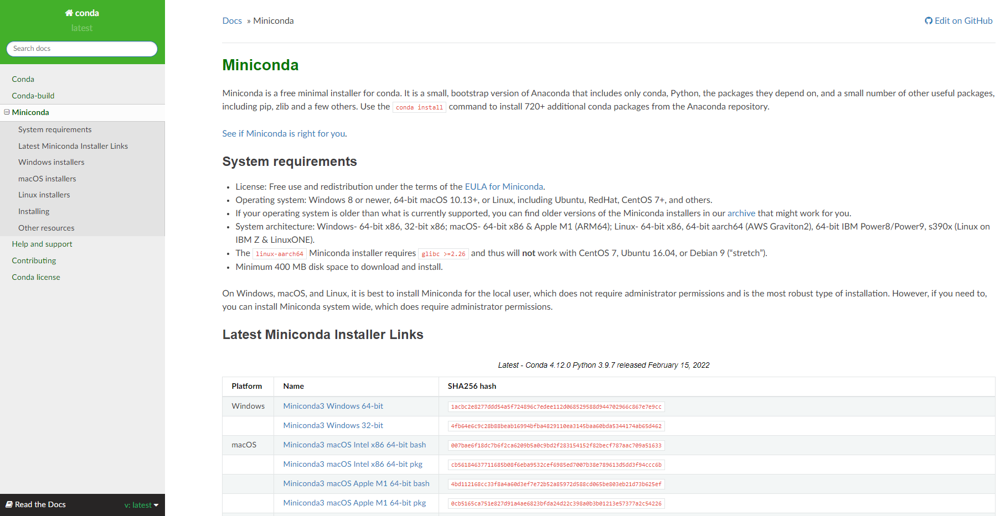 conda
latest
Search docs
Conda
Conda-build
Miniconda
System requirements
Latest Miniconda Installer Links
Windows installers
macOS installers
Linux installers
Installing
Other resources
Help and support
Contributing
Conda license
Read the Docs
v: latest
Docs » Miniconda
Edit on GitHub
Miniconda
Miniconda is a free minimal installer for conda. It is a small, bootstrap version of Anaconda that includes only conda, Python, the packages they depend on, and a small number of other useful packages,
including pip, zlib and a few others. Use the conda install command to install 720+ additional conda packages from the Anaconda repository.
See if Miniconda is right for you.
System requirements
• License: Free use and redistribution under the terms of the EULA for Miniconda.
• Operating system: Windows 8 or newer, 64-bit macOS 10.13+, or Linux, including Ubuntu, RedHat, CentOS 7+, and others.
• If your operating system is older than what is currently supported, you can find older versions of the Miniconda installers in our archive that might work for you.
• System architecture: Windows- 64-bit x86, 32-bit x86; macOS- 64-bit x86 & Apple M1 (ARM64); Linux- 64-bit x86, 64-bit aarch64 (AWS Graviton2), 64-bit IBM Power8/Power9, s390x (Linux on
IBM Z & LinuxONE).
• The linux-aarch64 Miniconda installer requires glibc >=2.26 and thus will not work with CentOS 7, Ubuntu 16.04, or Debian 9 (“stretch”).
• Minimum 400 MB disk space to download and install.
On Windows, macOS, and Linux, it is best to install Miniconda for the local user, which does not require administrator permissions and is the most robust type of installation. However, if you need to,
you can install Miniconda system wide, which does require administrator permissions.
Latest Miniconda Installer Links
Latest - Conda 4.12.0 Python 3.9.7 released February 15, 2022
Platform Name SHA256 hash
Windows Miniconda3 Windows 64-bit 1acbc2e8277ddd54a5f724896c7edee112d068529588d944702966c867e7e9cc
Miniconda3 Windows 32-bit 4fb64e6c9c28b88beab16994bfba4829110ea3145baa60bda5344174ab65d462
macOS Miniconda3 macOS Intel x86 64-bit bash 007bae6f18dc7b6f2ca6209b5a0c9bd2f283154152f82becf787aac709a51633
Miniconda3 macOS Intel x86 64-bit pkg cb56184637711685b08f6eba9532cef6985ed7007b38e789613d5dd3f94ccc6b
Miniconda3 macOS Apple M1 64-bit bash 4bd112168cc33f8a4a60d3ef7e72b52a85972d588cd065be803eb21d73b625ef
Miniconda3 macOS Apple M1 64-bit pkg 0cb5165ca751e827d91a4ae6823bfda24d22c398a0b3b01213e57377a2c54226